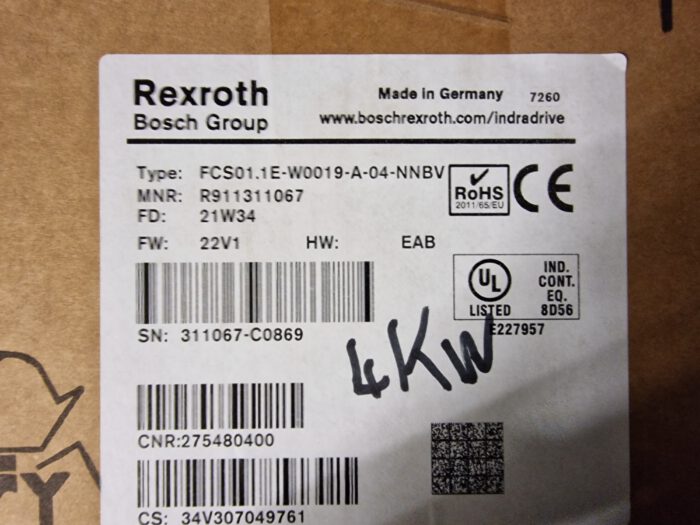 Rexroth
Bosch Group
Made in Germany 7260
www.boschrexroth.com/indradrive
Type: FCS01.1E-W0019-A-04-NNBV
MNR: R911311067
FD: 21W34
FW: 22V1 HW: EAB
RoHS
2011/65/EU
CE
UL
LISTED
IND.
CONT.
EQ.
8D56
E227957
SN: 311067-C0869
4KW
CNR:275480400
CS: 34V307049761